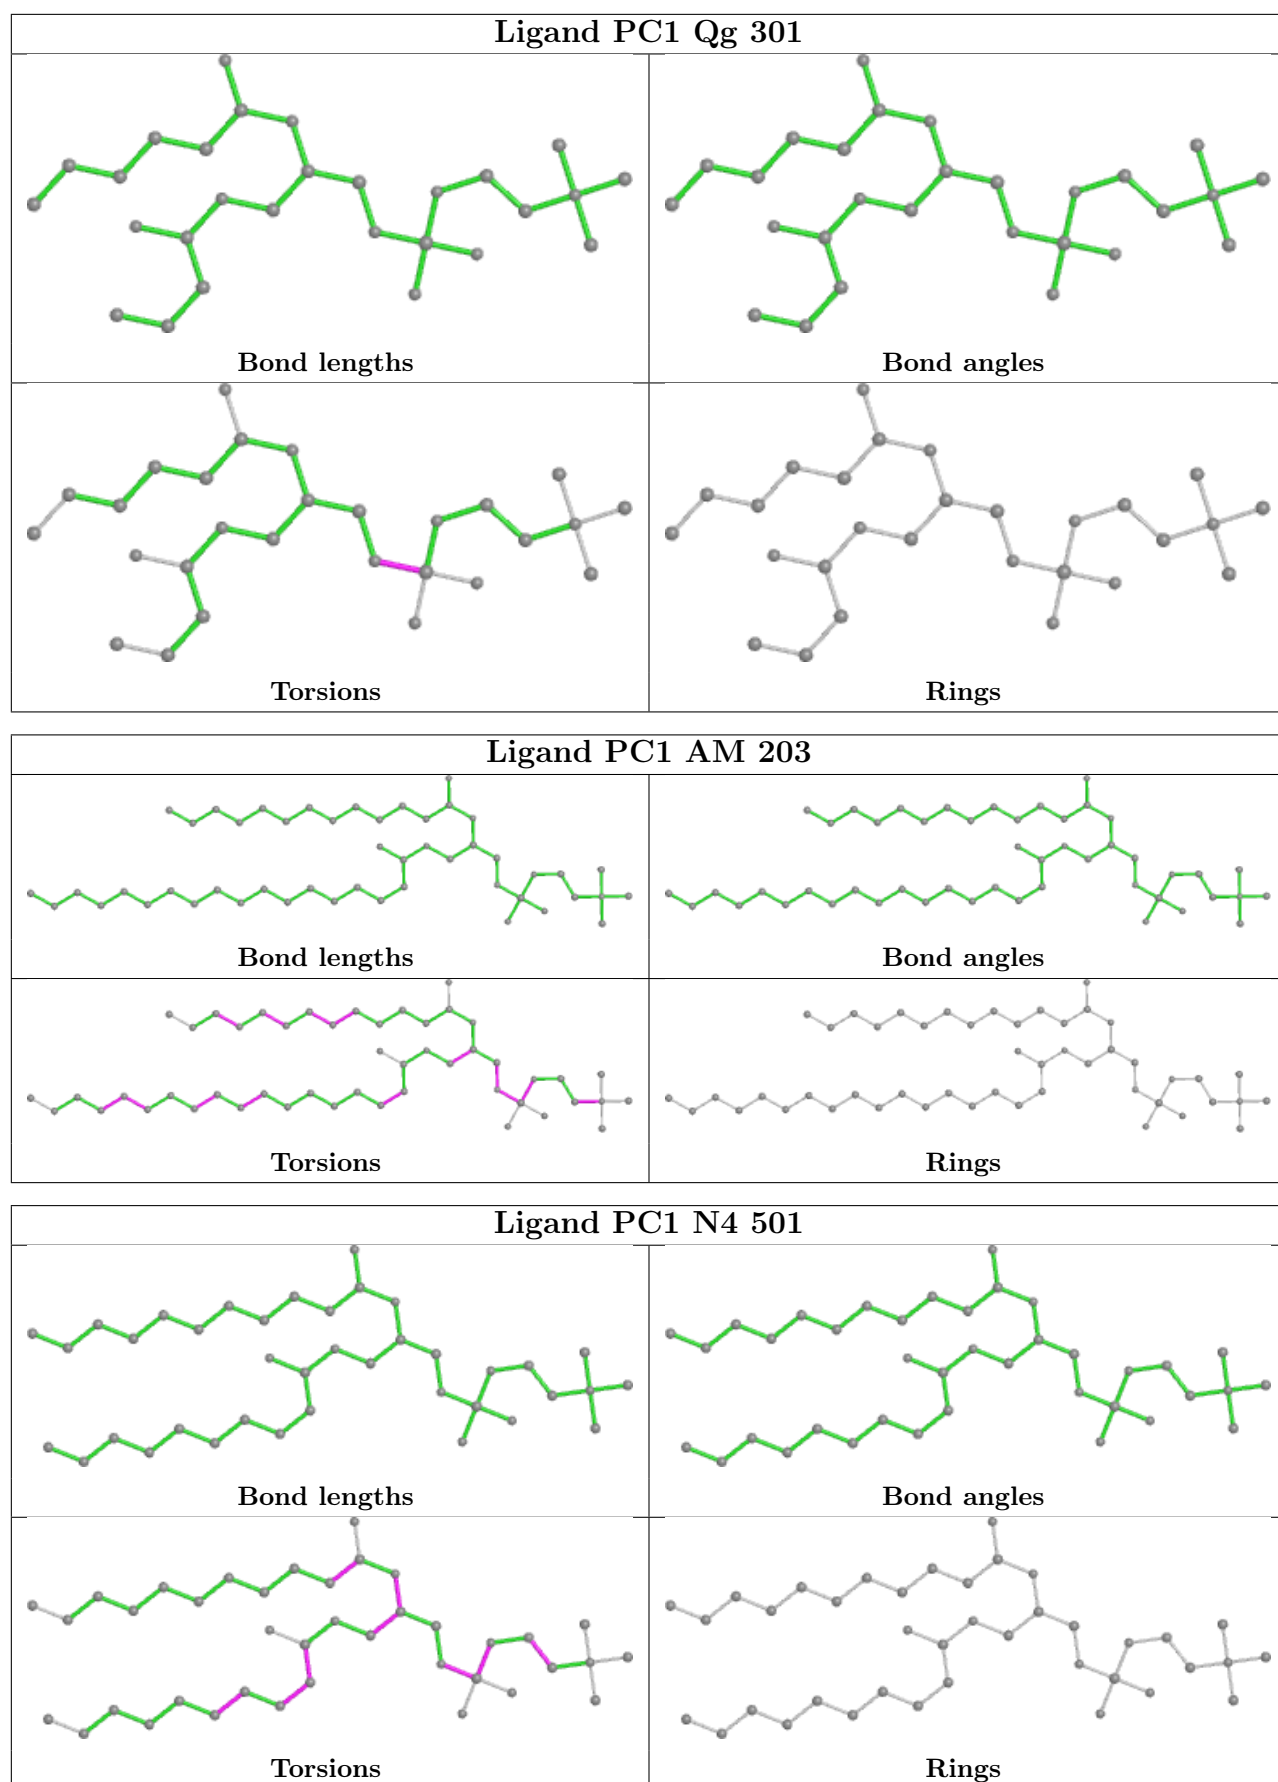 Ligand PC1 Qg 301
Bond lengths
Bond angles
Torsions
Rings
Ligand PC1 AM 203
Bond lengths
Bond angles
Torsions
Rings
Ligand PC1 N4 501
Bond lengths
Bond angles
Torsions
Rings